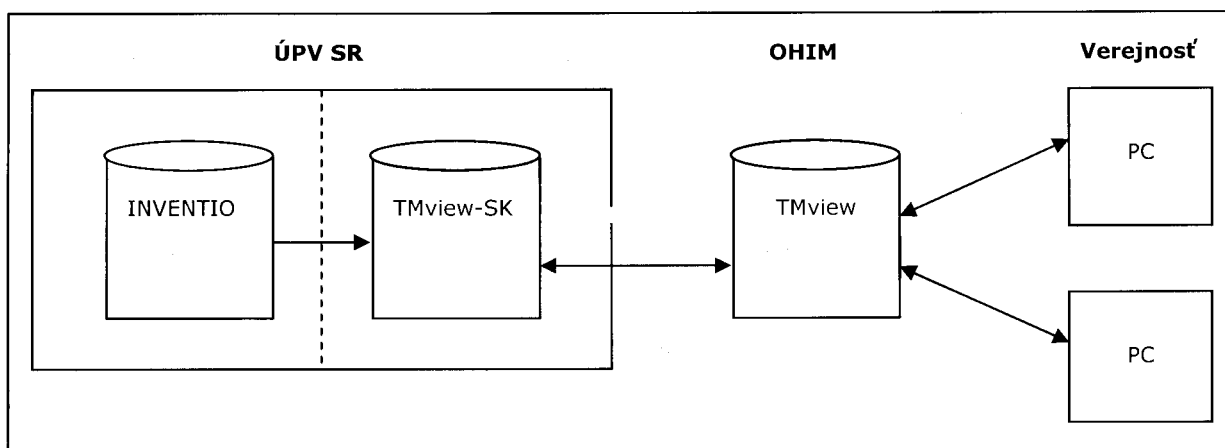 ÚPV SR
OHIM
Verejnosť
INVENTIO
TMview-SK
TMview
PC
PC